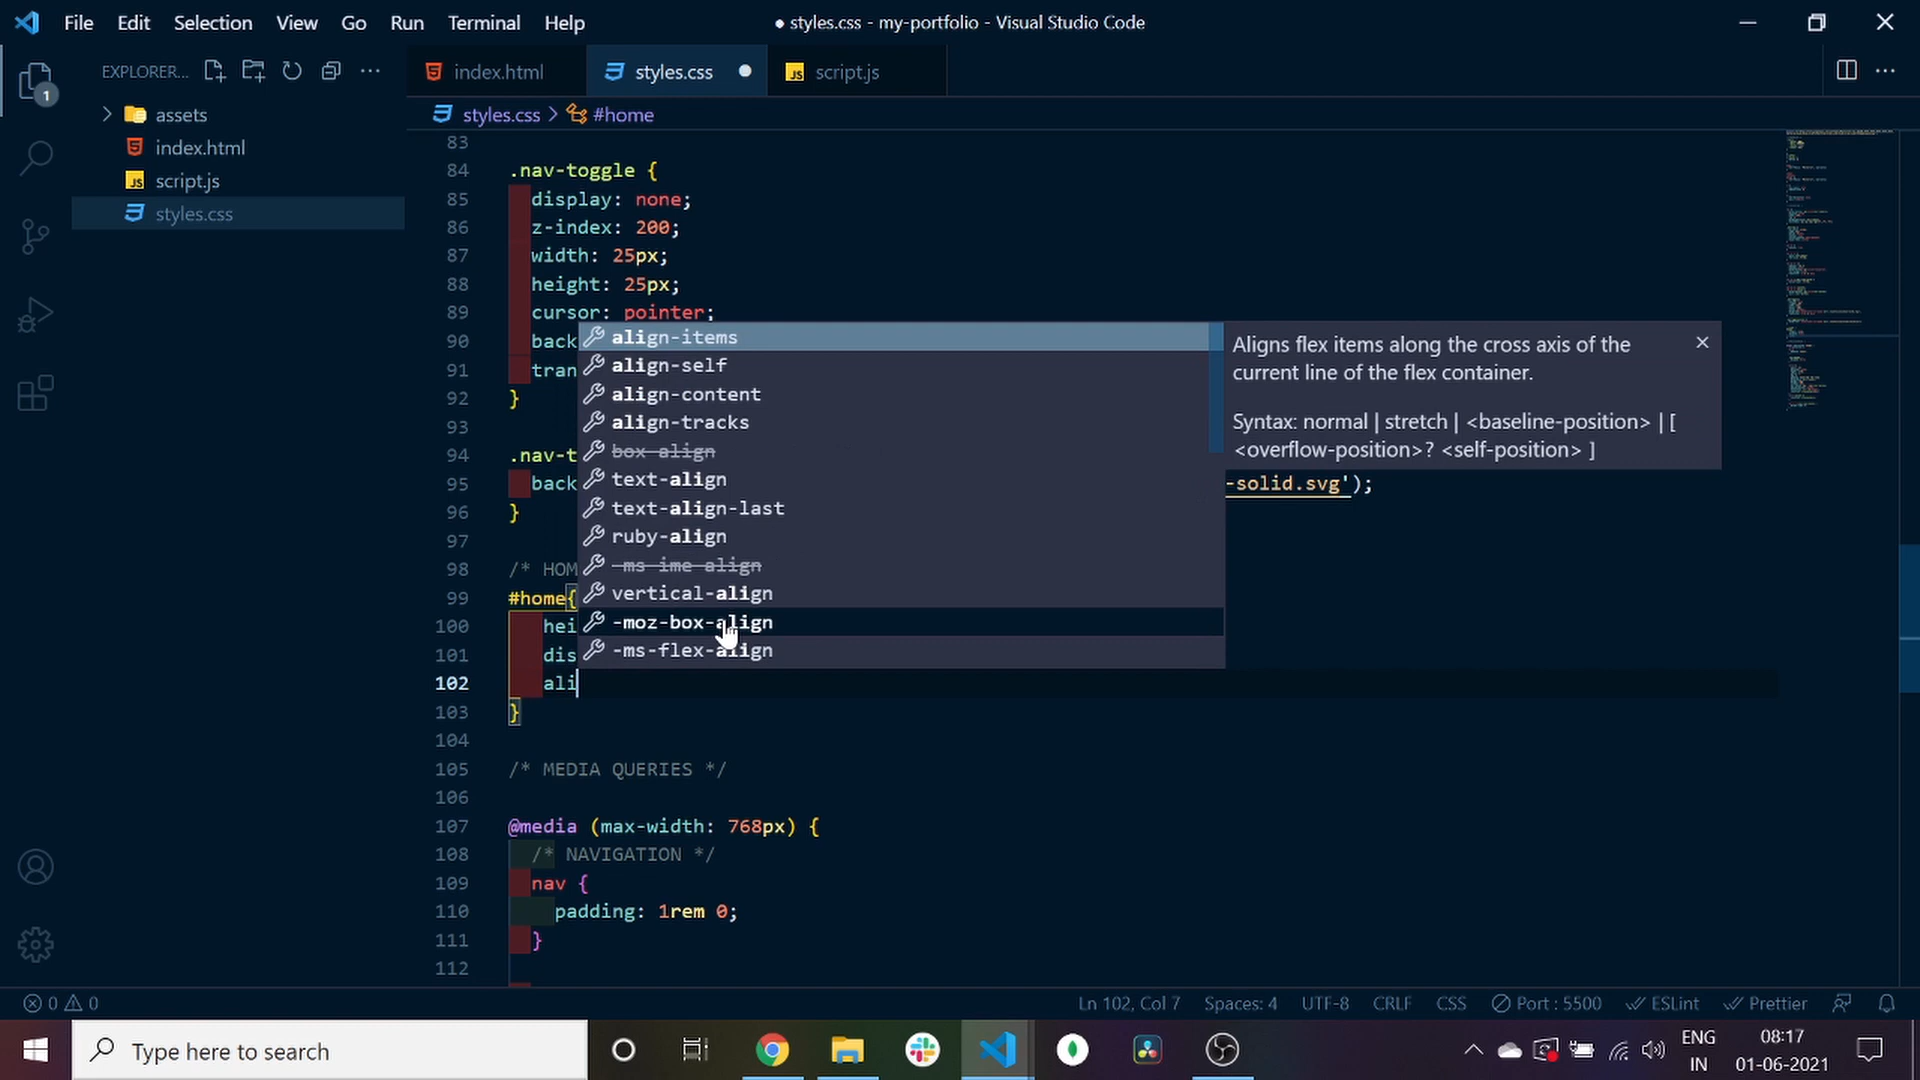 File Edit Selection View Go Run Terminal Help
● styles.css - my-portfolio - Visual Studio Code
EXPLORER...
index.html
styles.css
script.js
1
assets
index.html
script.js
styles.css
styles.css > #home
83
84 .nav-toggle {
85 display: none;
86 z-index: 200;
87 width: 25px;
88 height: 25px;
89 cursor: pointer;
90 back
91 tran
92 }
93
94 .nav-t
95 back -solid.svg');
96 }
97
98 /* HOM
99 #home{
100 hei
101 dis
102 ali
103 }
104
105 /* MEDIA QUERIES */
106
107 @media (max-width: 768px) {
108 /* NAVIGATION */
109 nav {
110 padding: 1rem 0;
111 }
112
align-items
align-self
align-content
align-tracks
box-align
text-align
text-align-last
ruby-align
-ms-ime-align
vertical-align
-moz-box-align
-ms-flex-align
Aligns flex items along the cross axis of the
current line of the flex container.
Syntax: normal | stretch | <baseline-position> | [
<overflow-position>? <self-position> ]
0 0
Ln 102, Col 7 Spaces: 4 UTF-8 CRLF CSS Port : 5500 ESLint Prettier
Type here to search
ENG
IN
08:17
01-06-2021